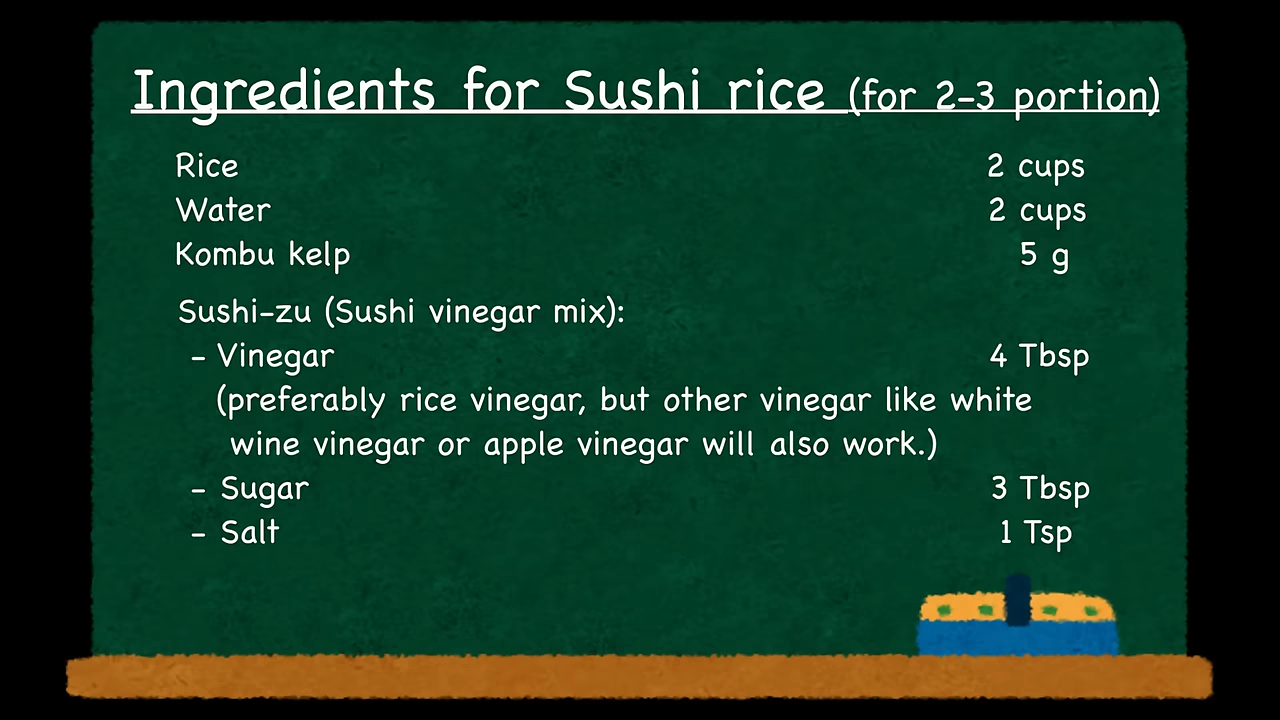 Ingredients for Sushi rice (for 2-3 portion)
Rice 2 cups
Water 2 cups
Kombu kelp 5 g
Sushi-zu (Sushi vinegar mix):
- Vinegar 4 Tbsp
(preferably rice vinegar, but other vinegar like white
wine vinegar or apple vinegar will also work.)
- Sugar 3 Tbsp
- Salt 1 Tsp